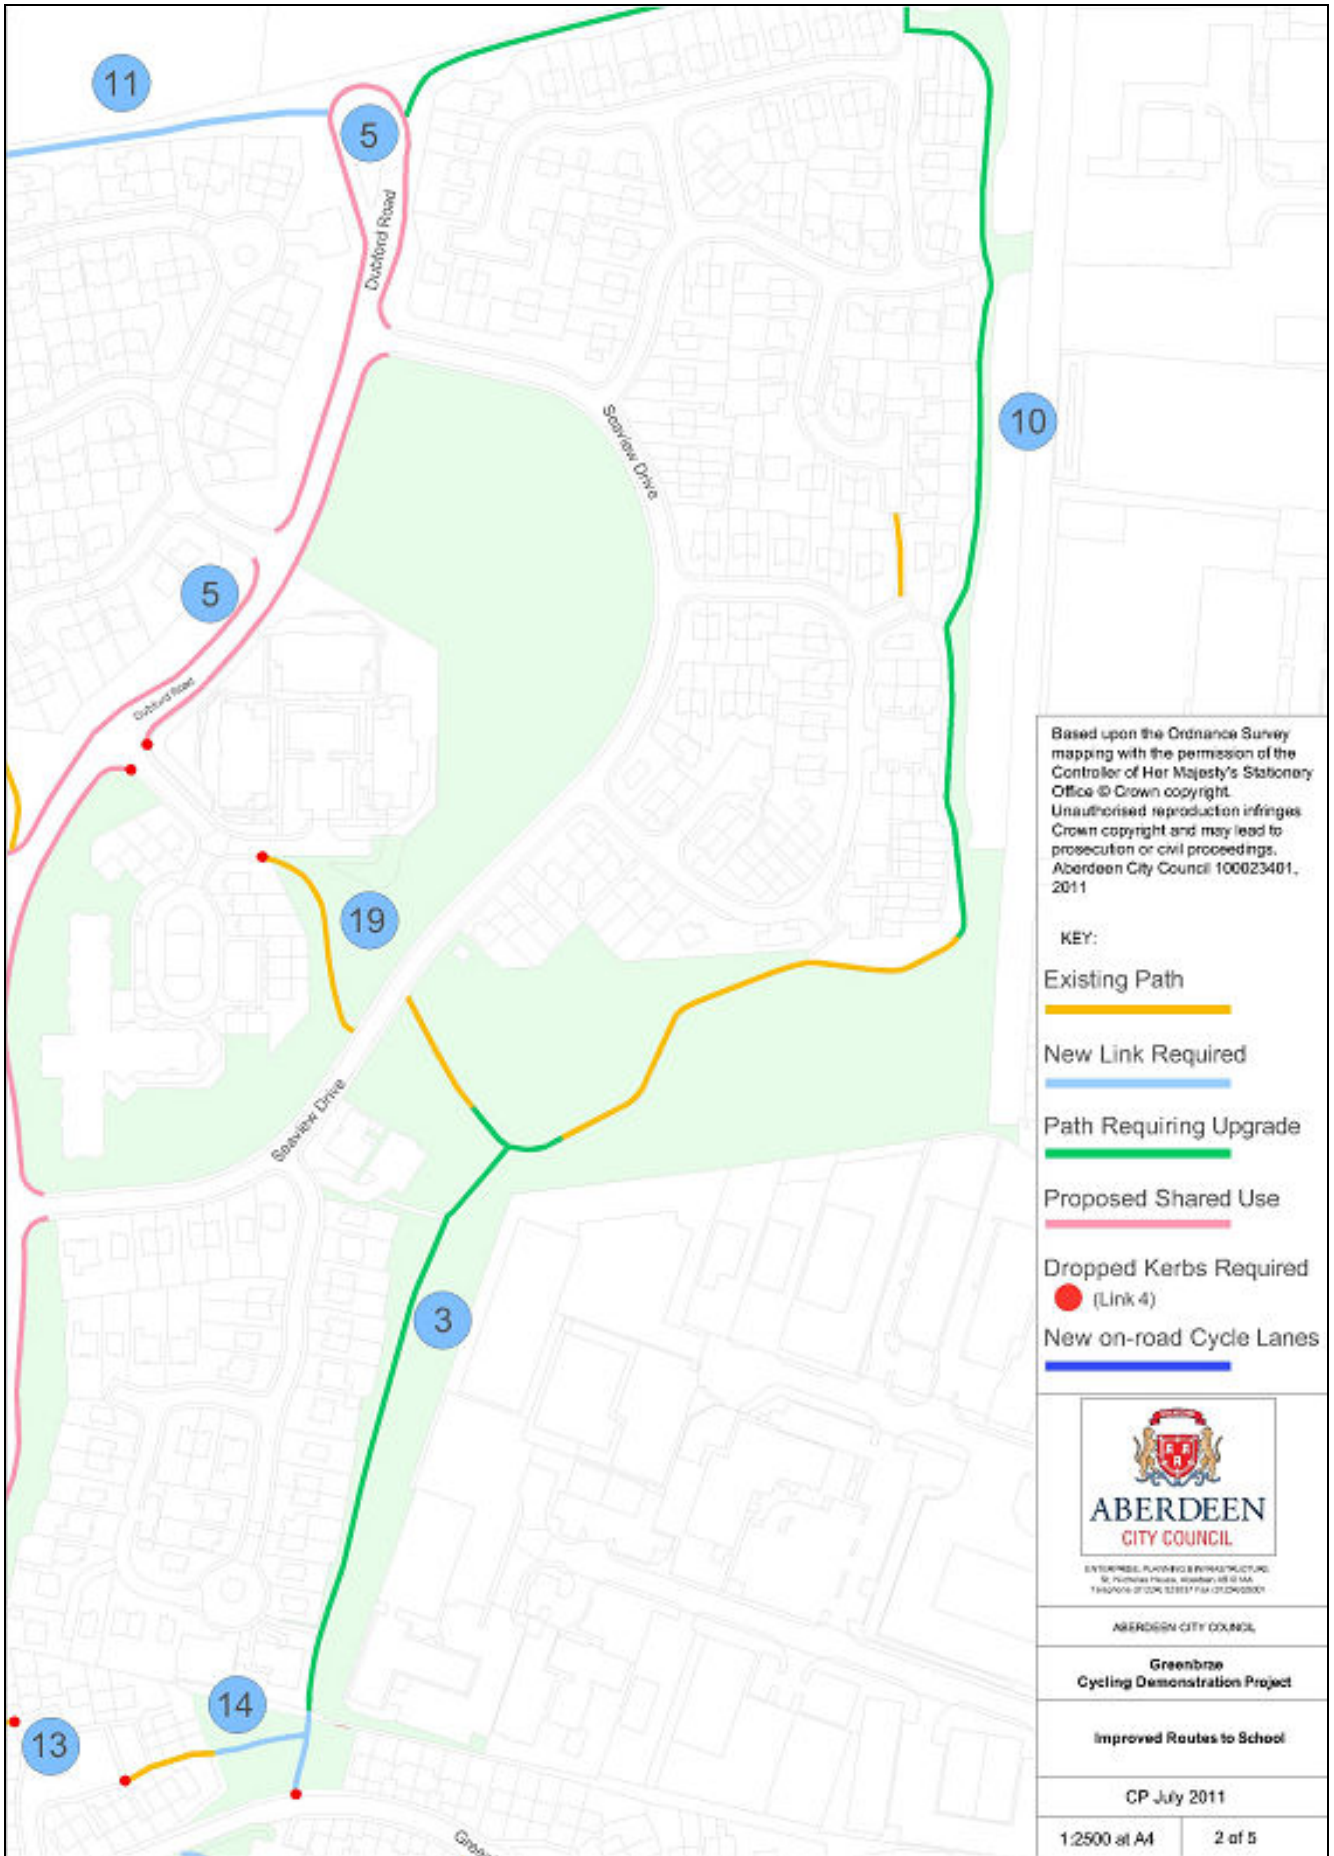 11
5
Dubford Road
Seaview Drive
10
5
Dubford Road
19
Seaview Drive
3
14
13
Based upon the Ordnance Survey
mapping with the permission of the
Controller of Her Majesty's Stationery
Office © Crown copyright.
Unauthorised reproduction infringes
Crown copyright and may lead to
prosecution or civil proceedings.
Aberdeen City Council 100023401,
2011
KEY:
Existing Path
New Link Required
Path Requiring Upgrade
Proposed Shared Use
Dropped Kerbs Required
(Link 4)
New on-road Cycle Lanes
ABERDEEN
CITY COUNCIL
ENTERPRISE, PLANNING & INFRASTRUCTURE
ABERDEEN CITY COUNCIL
Greenbrae
Cycling Demonstration Project
Improved Routes to School
CP July 2011
1:2500 at A4
2 of 5